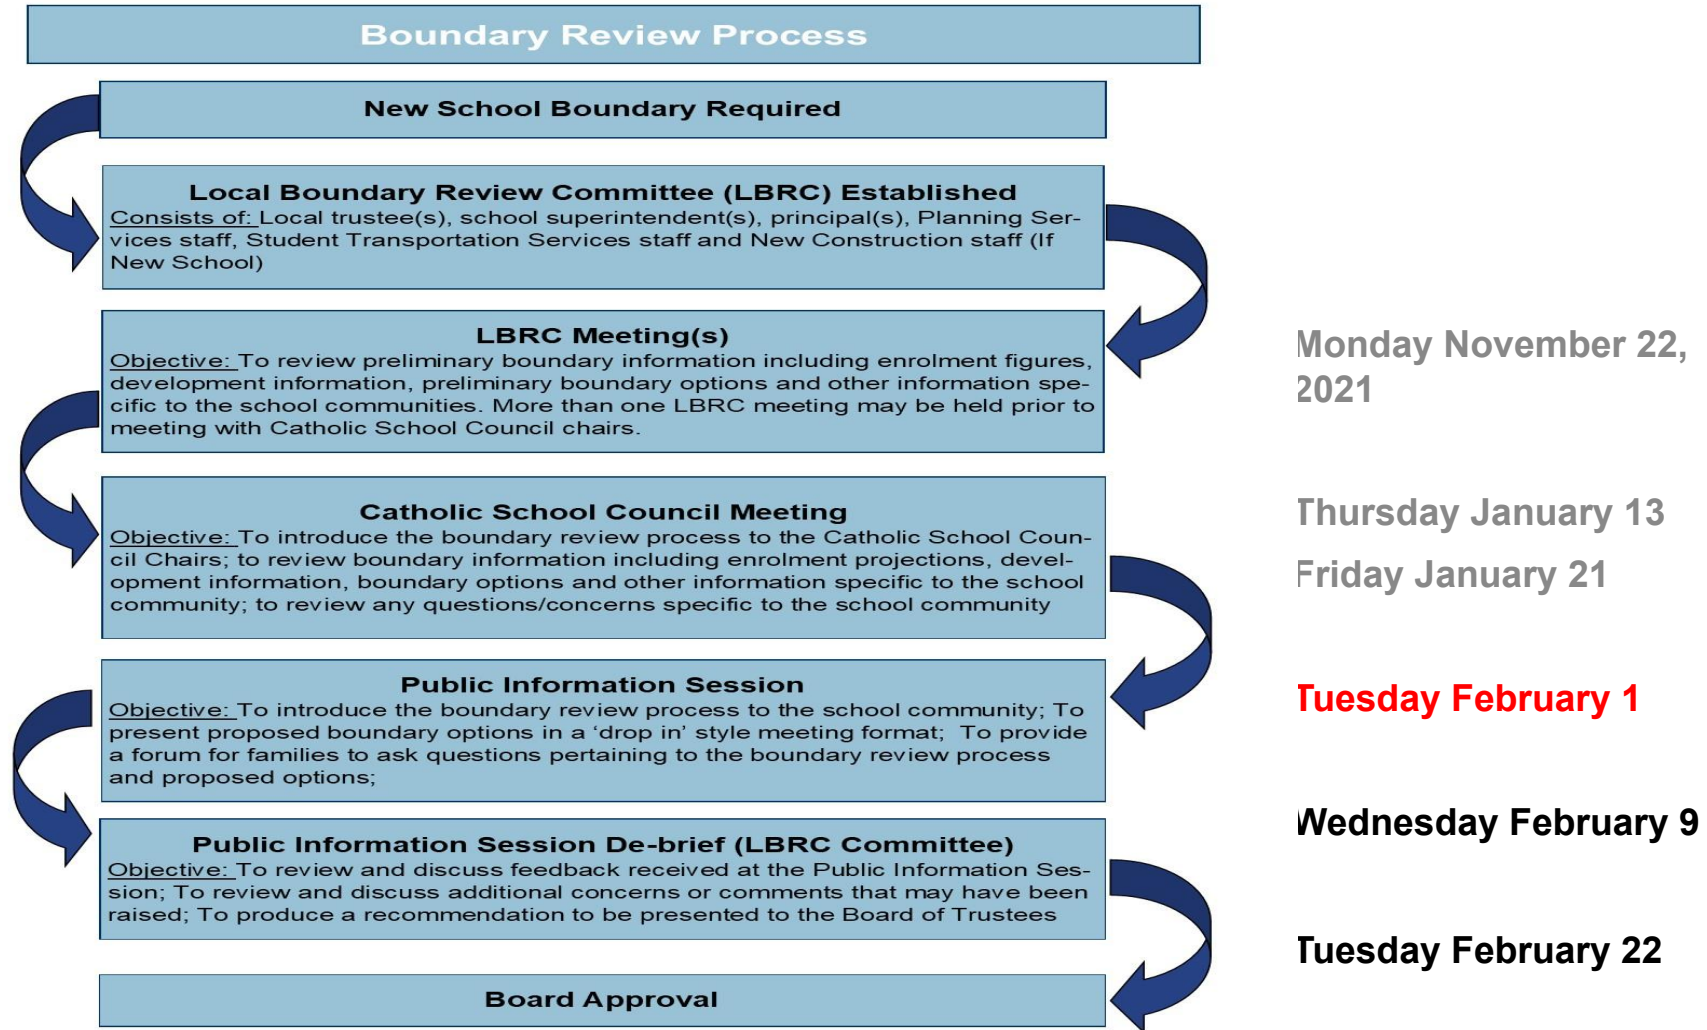 Boundary Review Process
New School Boundary Required
Local Boundary Review Committee (LBRC) Established
Consists of: Local trustee(s), school superintendent(s), principal(s), Planning Ser-
vices staff, Student Transportation Services staff and New Construction staff (If
New School)
LBRC Meeting(s)
Objective: To review preliminary boundary information including enrolment figures,
development information, preliminary boundary options and other information spe-
cific to the school communities. More than one LBRC meeting may be held prior to
meeting with Catholic School Council chairs.
Monday November 22,
2021
Catholic School Council Meeting
Objective: To introduce the boundary review process to the Catholic School Coun-
cil Chairs; to review boundary information including enrolment projections, devel-
opment information, boundary options and other information specific to the school
community; to review any questions/concerns specific to the school community
Thursday January 13
Friday January 21
Public Information Session
Objective: To introduce the boundary review process to the school community; To
present proposed boundary options in a ‘drop in’ style meeting format;  To provide
a forum for families to ask questions pertaining to the boundary review process
and proposed options;
Tuesday February 1
Public Information Session De-brief (LBRC Committee)
Objective: To review and discuss feedback received at the Public Information Ses-
sion; To review and discuss additional concerns or comments that may have been
raised; To produce a recommendation to be presented to the Board of Trustees
Wednesday February 9
Board Approval
Tuesday February 22